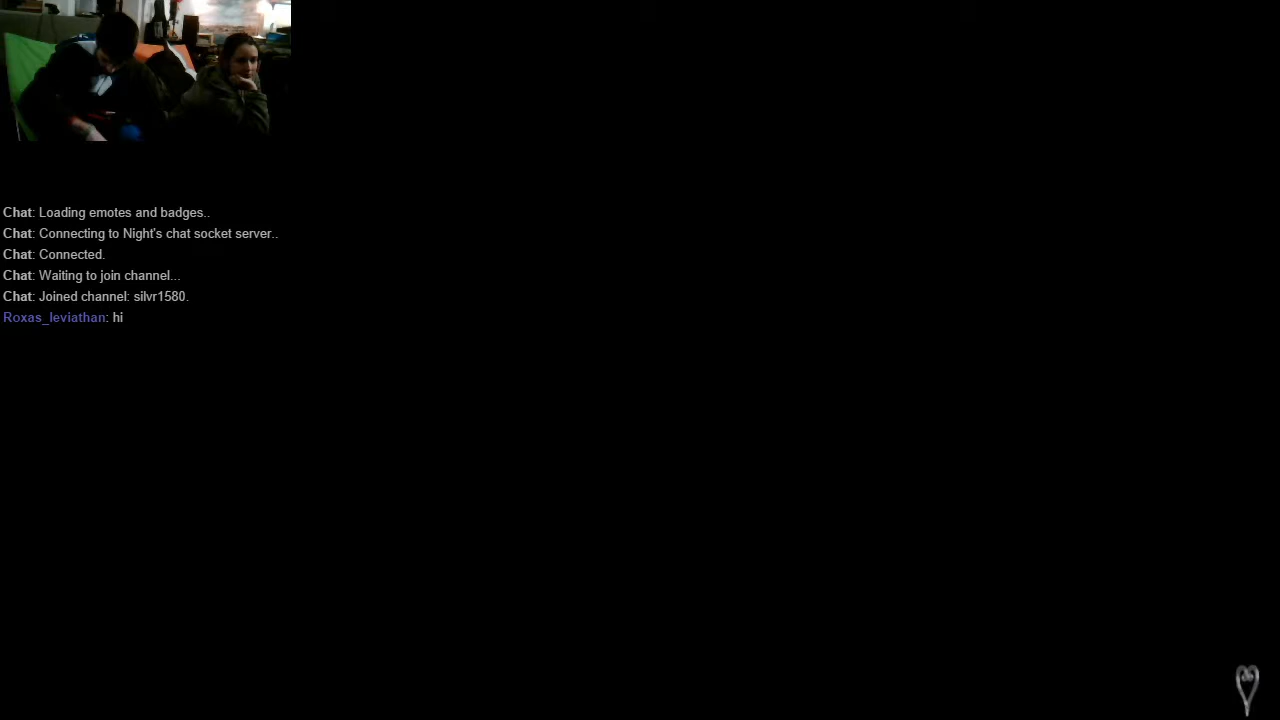 Chat: Loading emotes and badges..
Chat: Connecting to Night's chat socket server..
Chat: Connected.
Chat: Waiting to join channel...
Chat: Joined channel: silvr1580.
Roxas_leviathan: hi